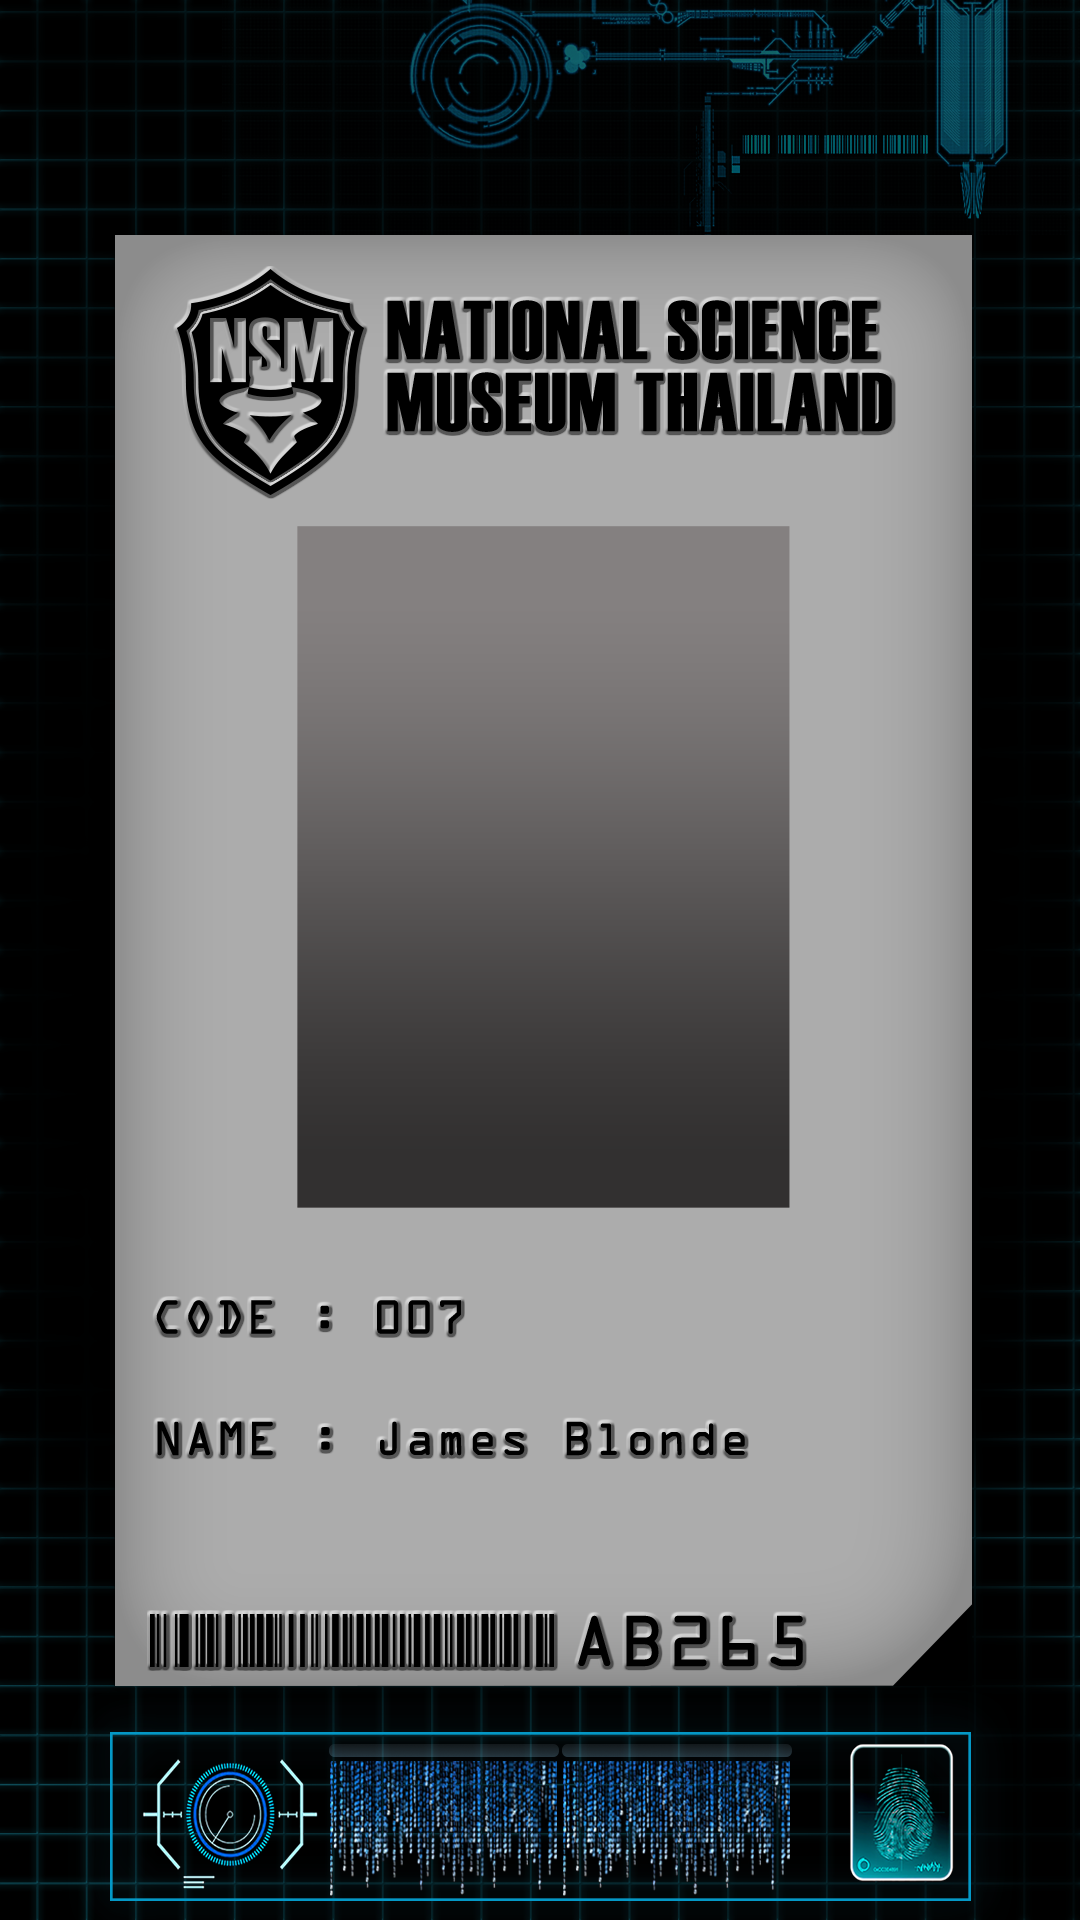 NSM
NATIONAL SCIENCE
MUSEUM THAILAND
CODE : 007
NAME : James Blonde
AB265